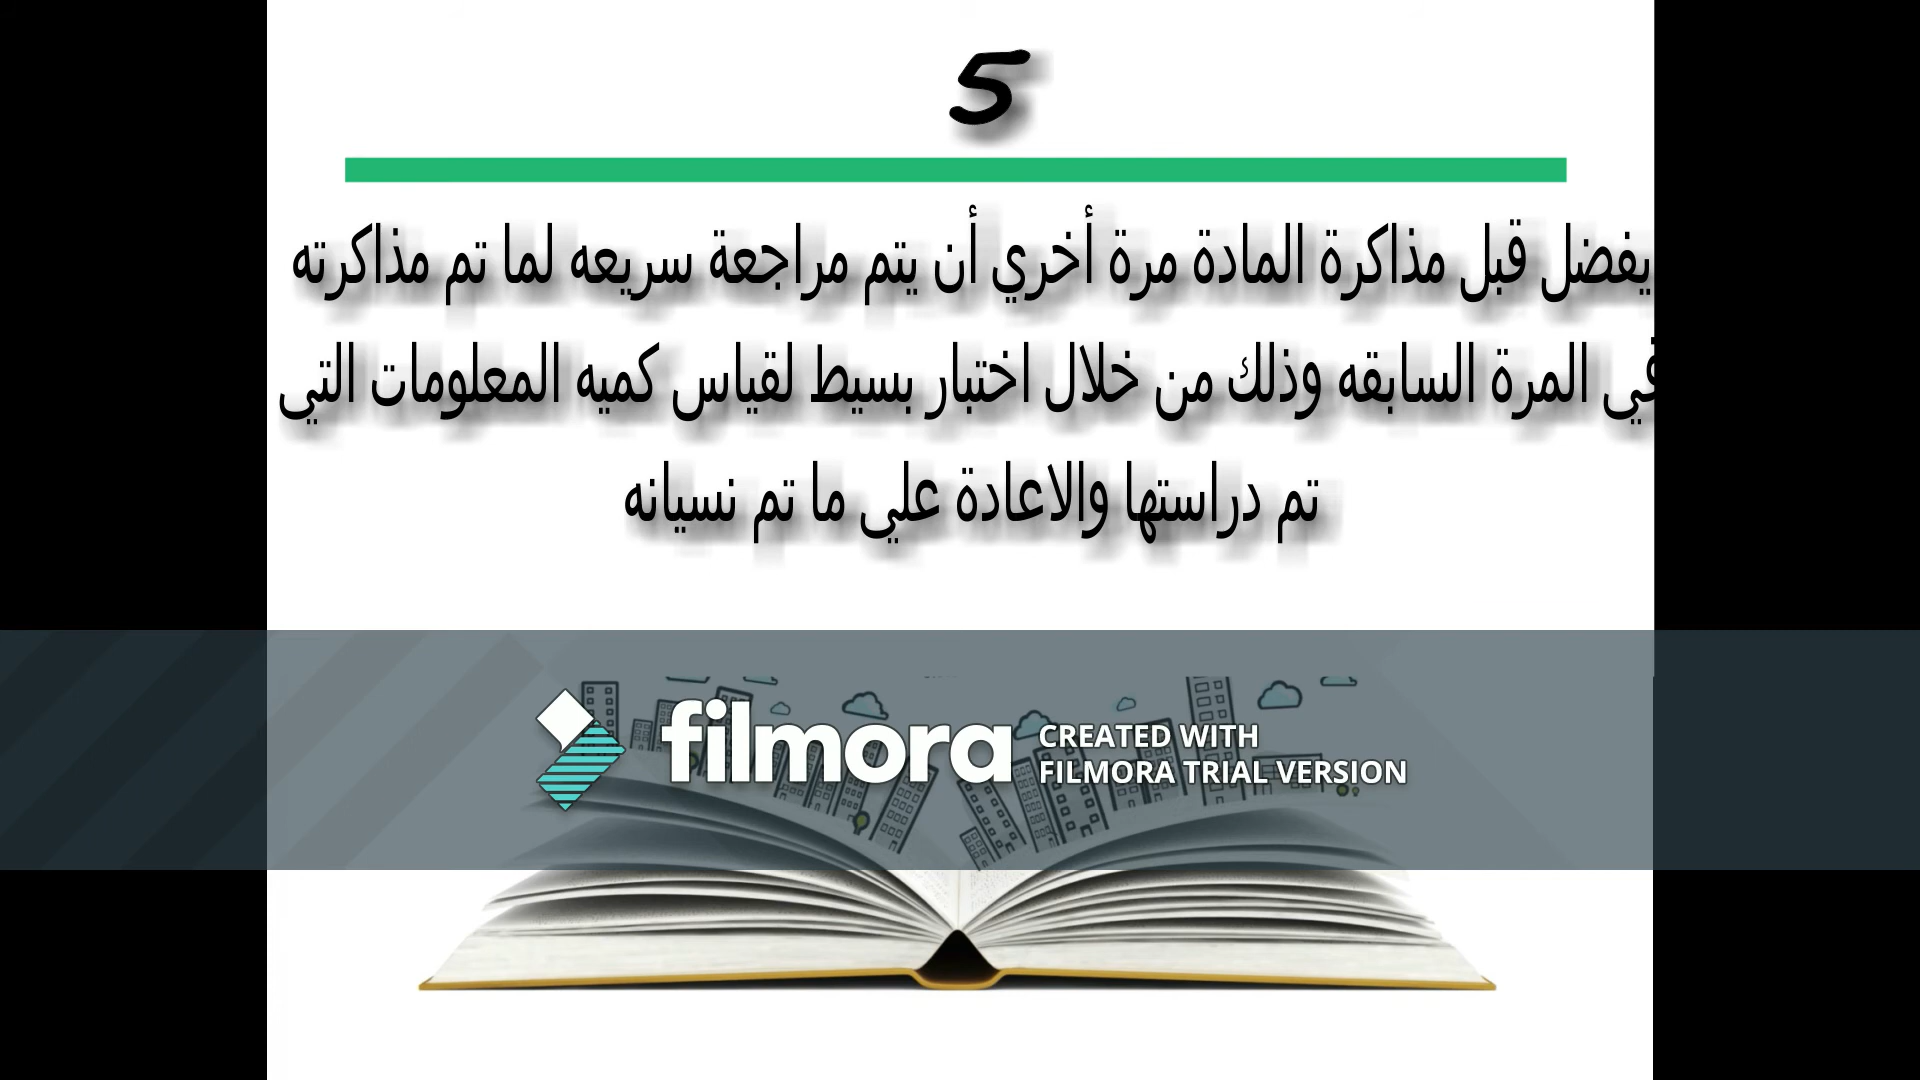 5
يفضل قبل مذاكرة المادة مرة أخري أن يتم مراجعة سريعه لما تم مذاكرته
في المرة السابقه وذلك من خلال اختبار بسيط لقياس كميه المعلومات التي
تم دراستها والاعادة علي ما تم نسيانه
filmora
CREATED WITH
FILMORA TRIAL VERSION